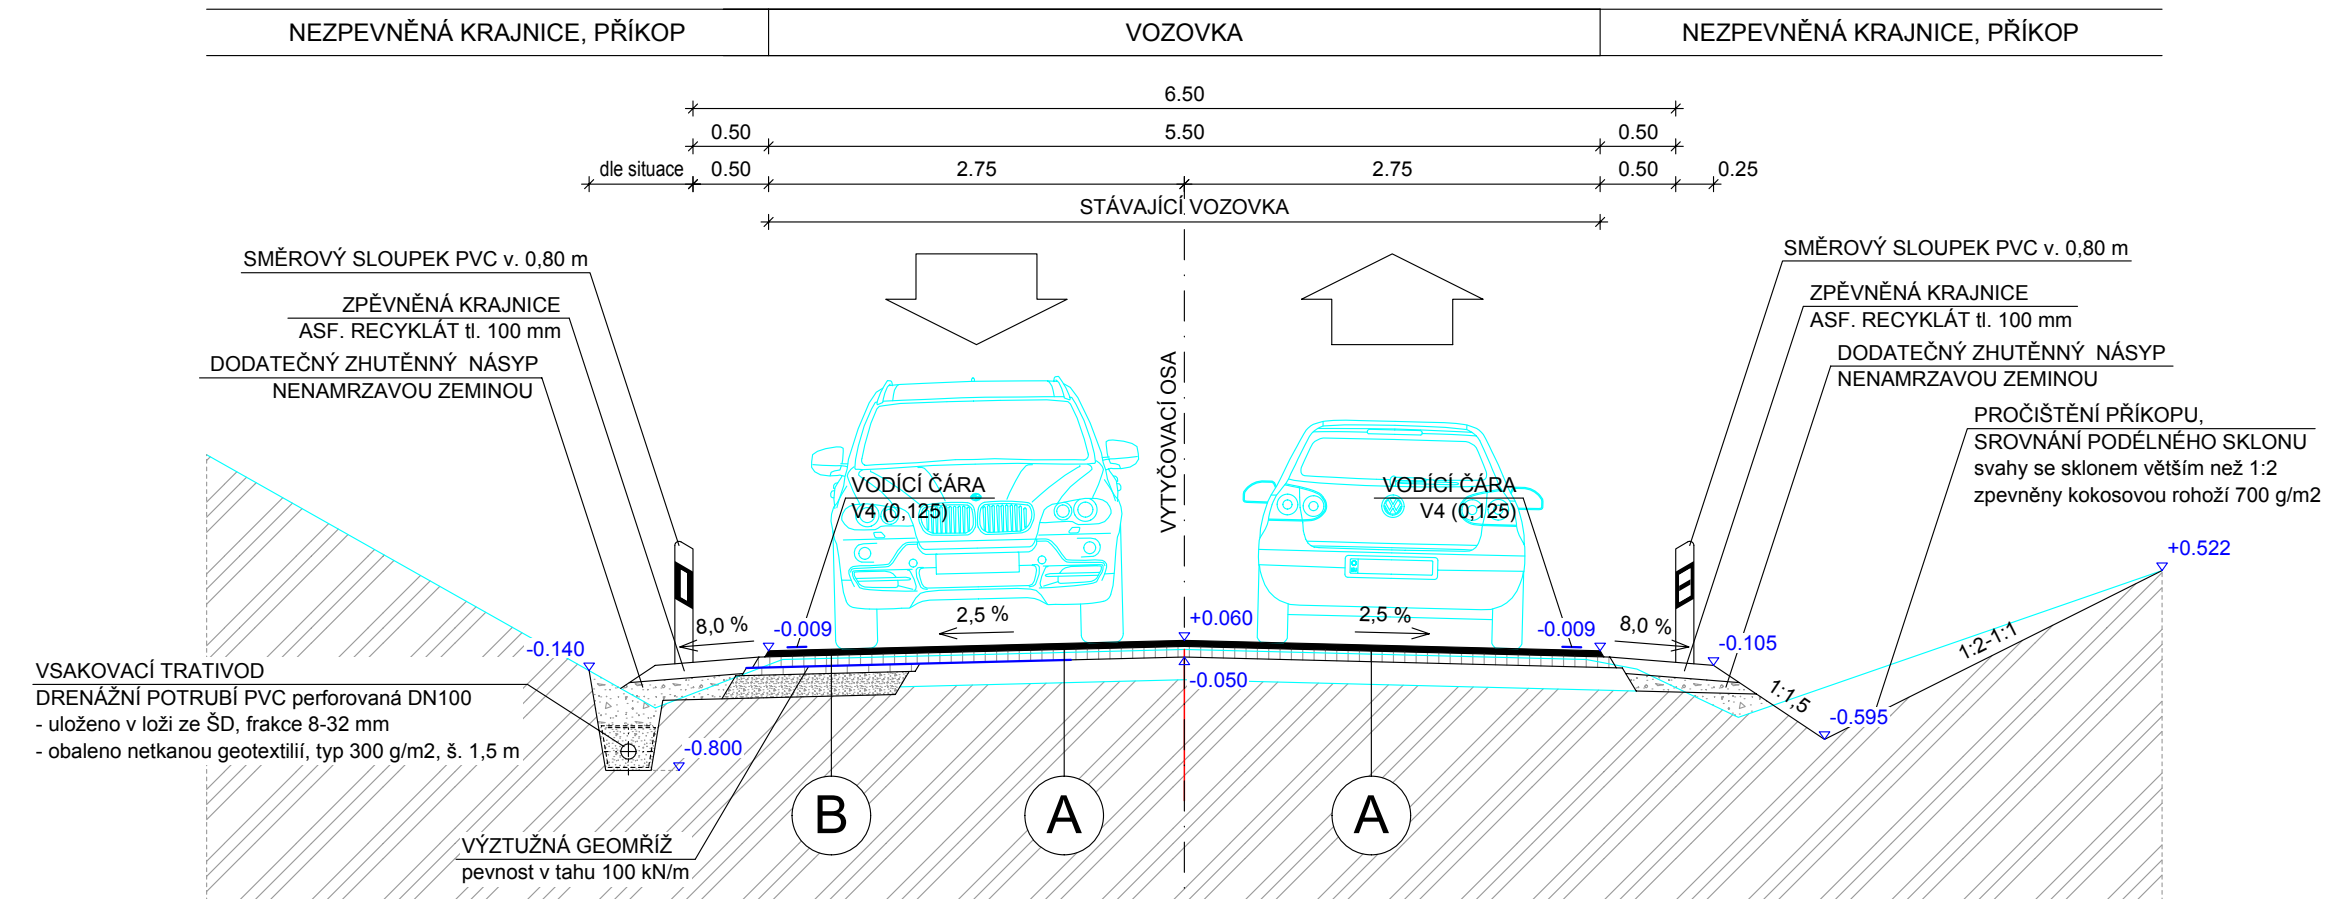 NEZPEVNĚNÁ KRAJNICE, PŘÍKOP
VOZOVKA
NEZPEVNĚNÁ KRAJNICE, PŘÍKOP
6.50
0.50
5.50
0.50
dle situace
0.50
2.75
2.75
0.50
0.25
STÁVAJÍCÍ VOZOVKA
SMĚROVÝ SLOUPEK PVC v. 0,80 m
ZPĚVNĚNÁ KRAJNICE
ASF. RECYKLÁT tl. 100 mm
DODATEČNÝ ZHUTĚNNÝ NÁSYP
NENAMRZAVOU ZEMINOU
SMĚROVÝ SLOUPEK PVC v. 0,80 m
ZPĚVNĚNÁ KRAJNICE
ASF. RECYKLÁT tl. 100 mm
DODATEČNÝ ZHUTĚNNÝ NÁSYP
NENAMRZAVOU ZEMINOU
PROČIŠTĚNÍ PŘÍKOPU,
SROVNÁNÍ PODÉLNÉHO SKLONU
svahy se sklonem větším než 1:2
zpevněny kokosovou rohoží 700 g/m2
VYTYČOVACÍ OSA
VODÍCÍ ČÁRA
V4 (0,125)
VODÍCÍ ČÁRA
V4 (0,125)
+0.522
8,0 %
-0.009
2,5 %
+0.060
2,5 %
-0.009
8,0 %
-0.105
1:2-1:1
-0.140
-0.050
1:1,5
-0.595
VSAKOVACÍ TRATIVOD
DRENÁŽNÍ POTRUBÍ PVC perforovaná DN100
- uloženo v loži ze ŠD, frakce 8-32 mm
- obaleno netkanou geotextilií, typ 300 g/m2, š. 1,5 m
-0.800
B
A
A
VÝZTUŽNÁ GEOMŘÍŽ
pevnost v tahu 100 kN/m